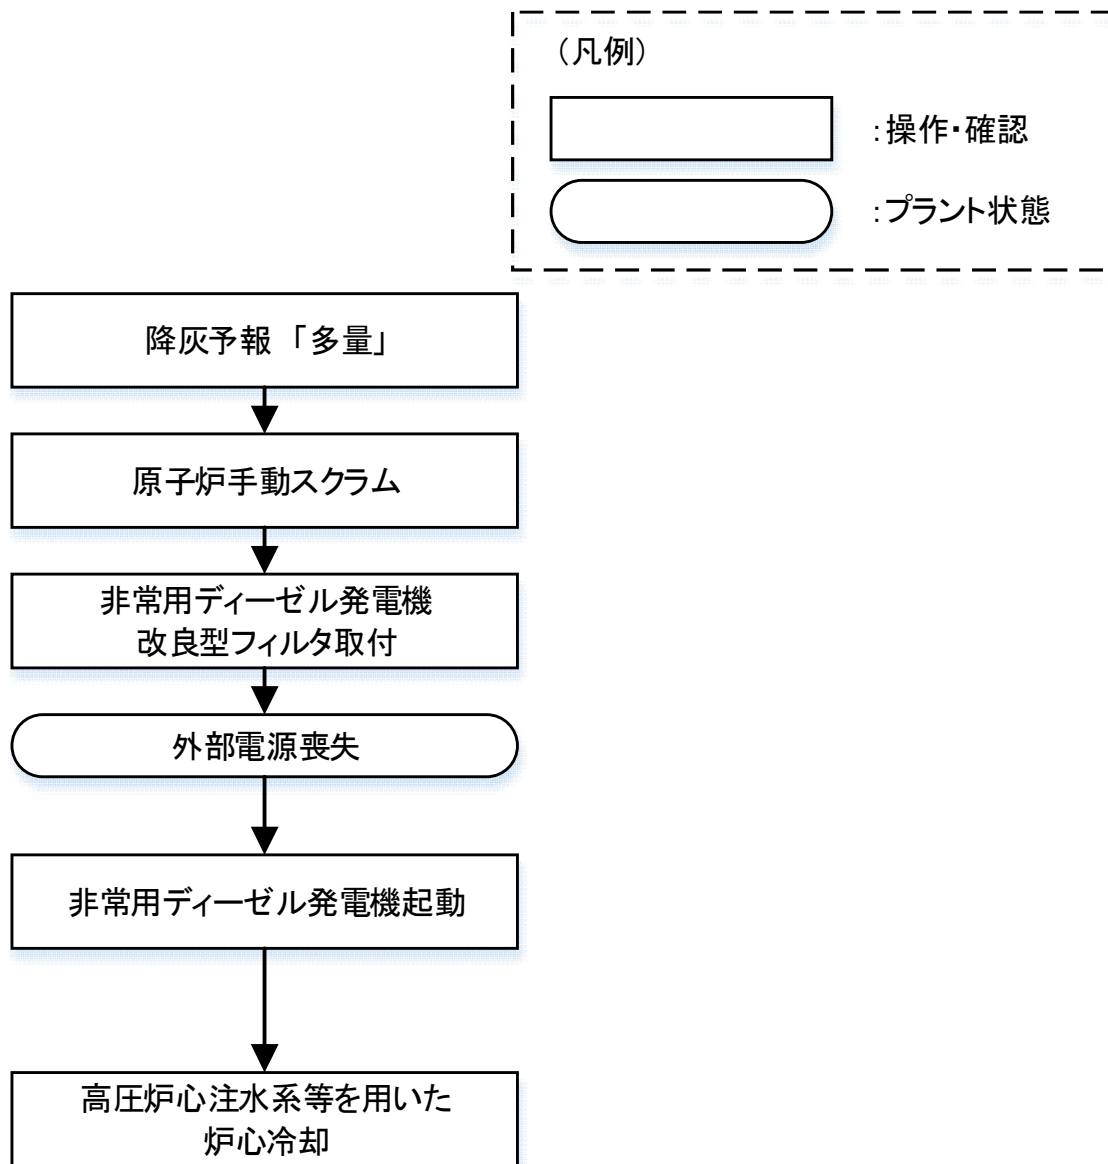 （凡例）
：操作・確認
：プラント状態
降灰予報 「多量」
原子炉手動スクラム
非常用ディーゼル発電機
改良型フィルタ取付
外部電源喪失
非常用ディーゼル発電機起動
高圧炉心注水系等を用いた
炉心冷却